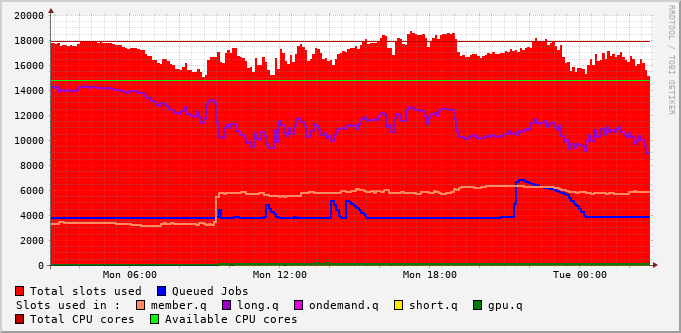 20000
18000
16000
14000
12000
10000
8000
6000
4000
2000
0
Mon 06:00 Mon 12:00 Mon 18:00 Tue 00:00
RRDTOOL / TOBI OETIKER
Total slots used Queued Jobs
Slots used in : member.q long.q ondemand.q short.q gpu.q
Total CPU cores Available CPU cores